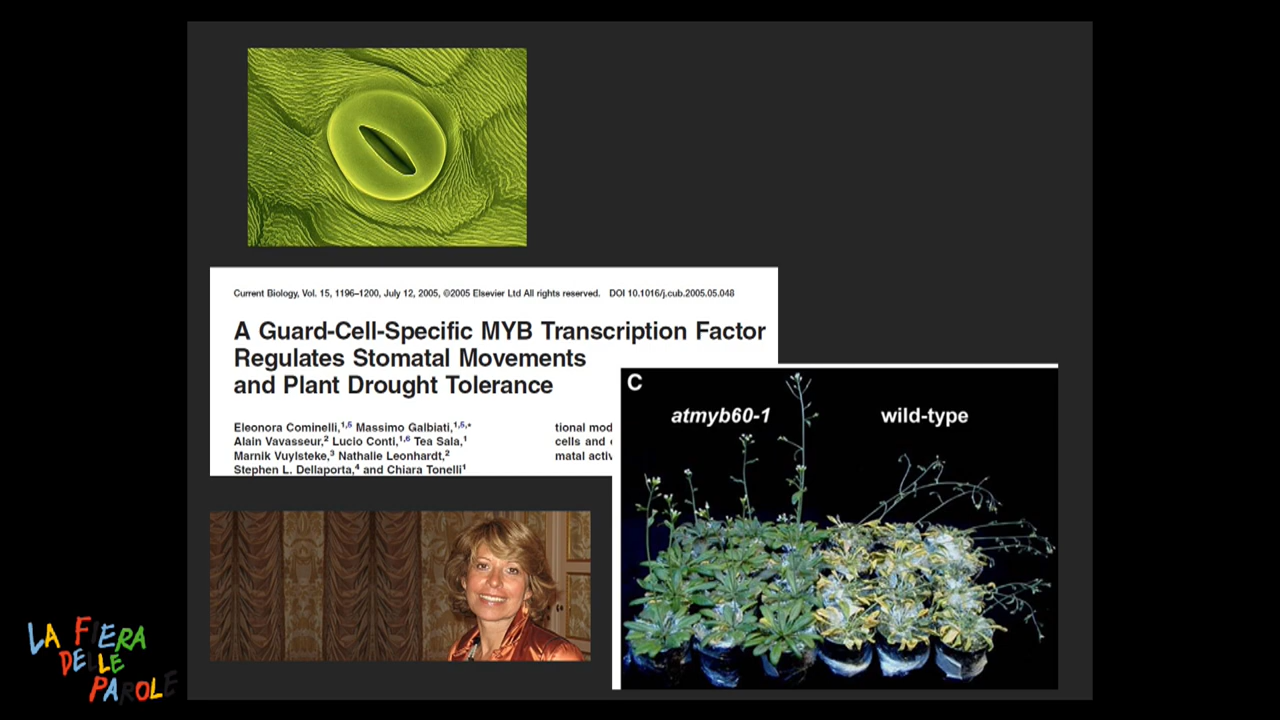 Current Biology, Vol. 15, 1196–1200, July 12, 2005, ©2005 Elsevier Ltd All rights reserved. DOI 10.1016/j.cub.2005.05.048
A Guard-Cell-Specific MYB Transcription Factor
Regulates Stomatal Movements
and Plant Drought Tolerance
Eleonora Cominelli,1,5 Massimo Galbiati,1,5,*
Alain Vavasseur,2 Lucio Conti,1,6 Tea Sala,1
Marnik Vuylsteke,3 Nathalie Leonhardt,2
Stephen L. Dellaporta,4 and Chiara Tonelli1
tional mod
cells and
matal activ
C
atmyb60-1 wild-type
LA FIERA
DELLE
PAROLE